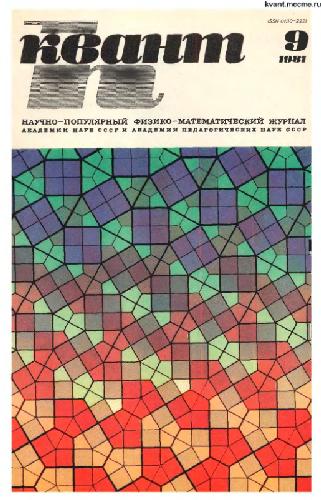 kvant.mccme.ru
ISSN 0130-2221
квант
9
1981
НАУЧНО-ПОПУЛЯРНЫЙ ФИЗИКО-МАТЕМАТИЧЕСКИЙ ЖУРНАЛ
АКАДЕМИИ НАУК СССР И АКАДЕМИИ ПЕДАГОГИЧЕСКИХ НАУК СССР